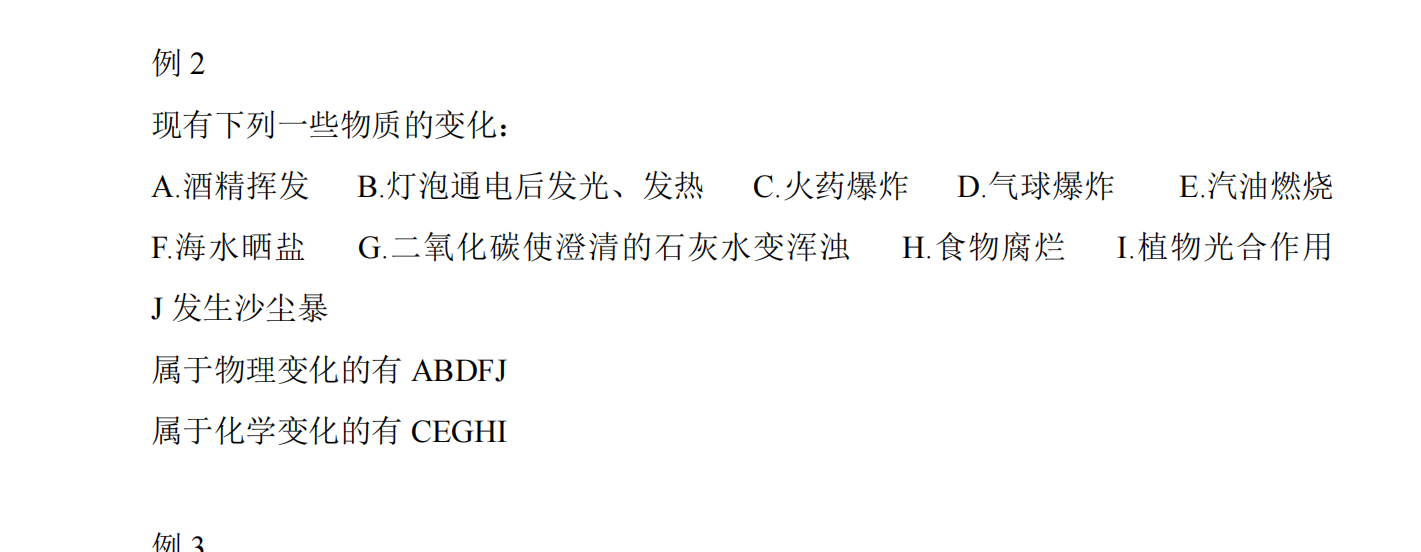 例 2
现有下列一些物质的变化：
A.酒精挥发 B.灯泡通电后发光、发热 C.火药爆炸 D.气球爆炸 E.汽油燃烧
F.海水晒盐 G.二氧化碳使澄清的石灰水变浑浊 H.食物腐烂 I.植物光合作用
J 发生沙尘暴
属于物理变化的有 ABDFJ
属于化学变化的有 CEGHI
例 3